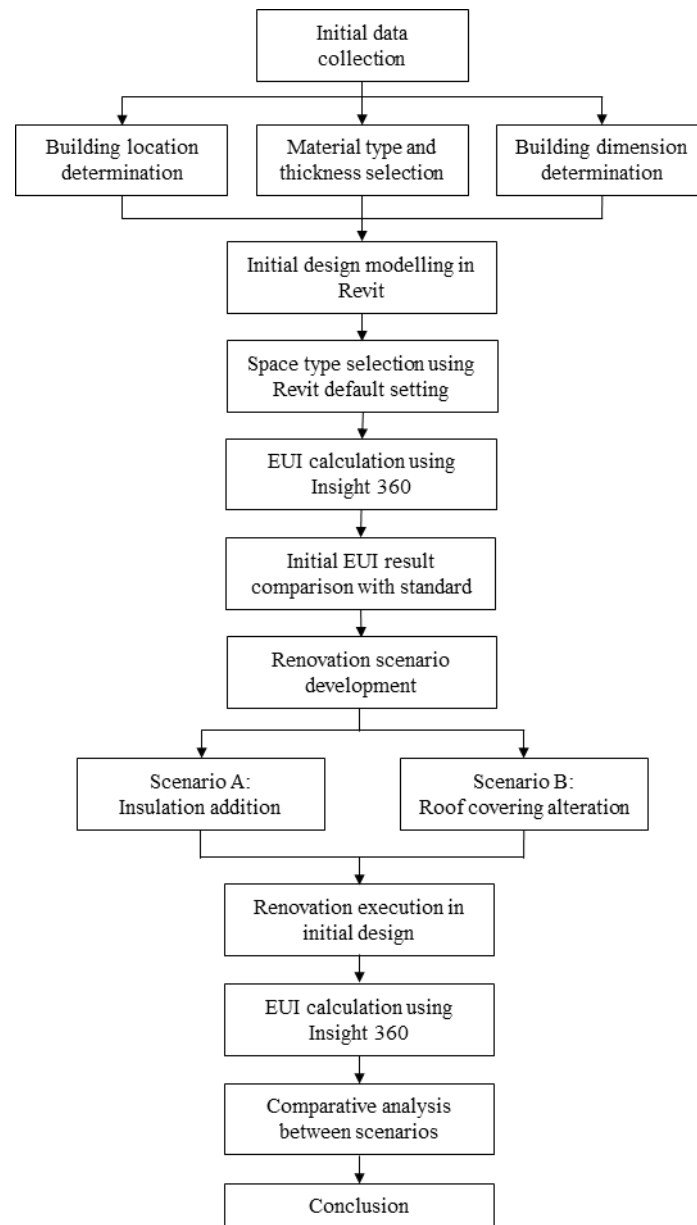 Initial data
collection
Building location
determination
Material type and
thickness selection
Building dimension
determination
Initial design modelling in
Revit
Space type selection using
Revit default setting
EUI calculation using
Insight 360
Initial EUI result
comparison with standard
Renovation scenario
development
Scenario A:
Insulation addition
Scenario B:
Roof covering alteration
Renovation execution in
initial design
EUI calculation using
Insight 360
Comparative analysis
between scenarios
Conclusion